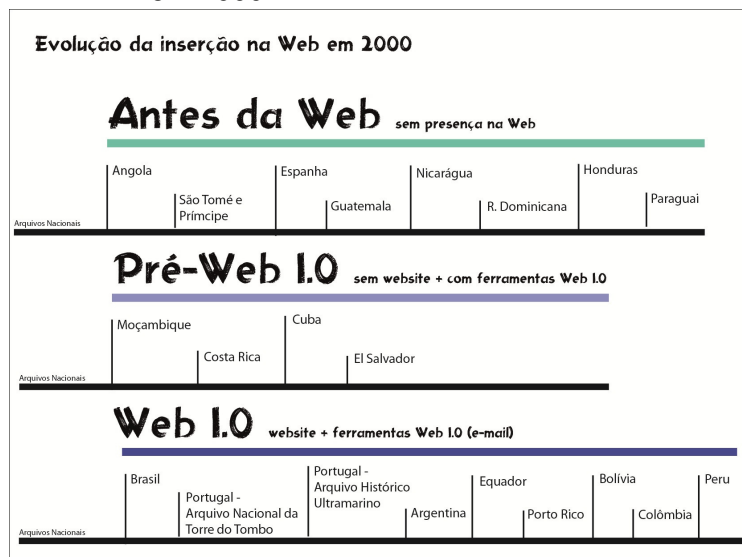 Evolução da inserção na Web em 2000
Antes da Web sem presença na Web
Angola
São Tomé e
Prímcipe
Espanha
Guatemala
Nicarágua
R. Dominicana
Honduras
Paraguai
Arquivos Nacionais
Pré-Web 1.0 sem website + com ferramentas Web 1.0
Moçambique
Costa Rica
Cuba
El Salvador
Arquivos Nacionais
Web 1.0 website + ferramentas Web 1.0 (e-mail)
Brasil
Portugal -
Arquivo Nacional da
Torre do Tombo
Portugal -
Arquivo Histórico
Ultramarino
Argentina
Equador
Porto Rico
Bolívia
Colômbia
Peru
Arquivos Nacionais